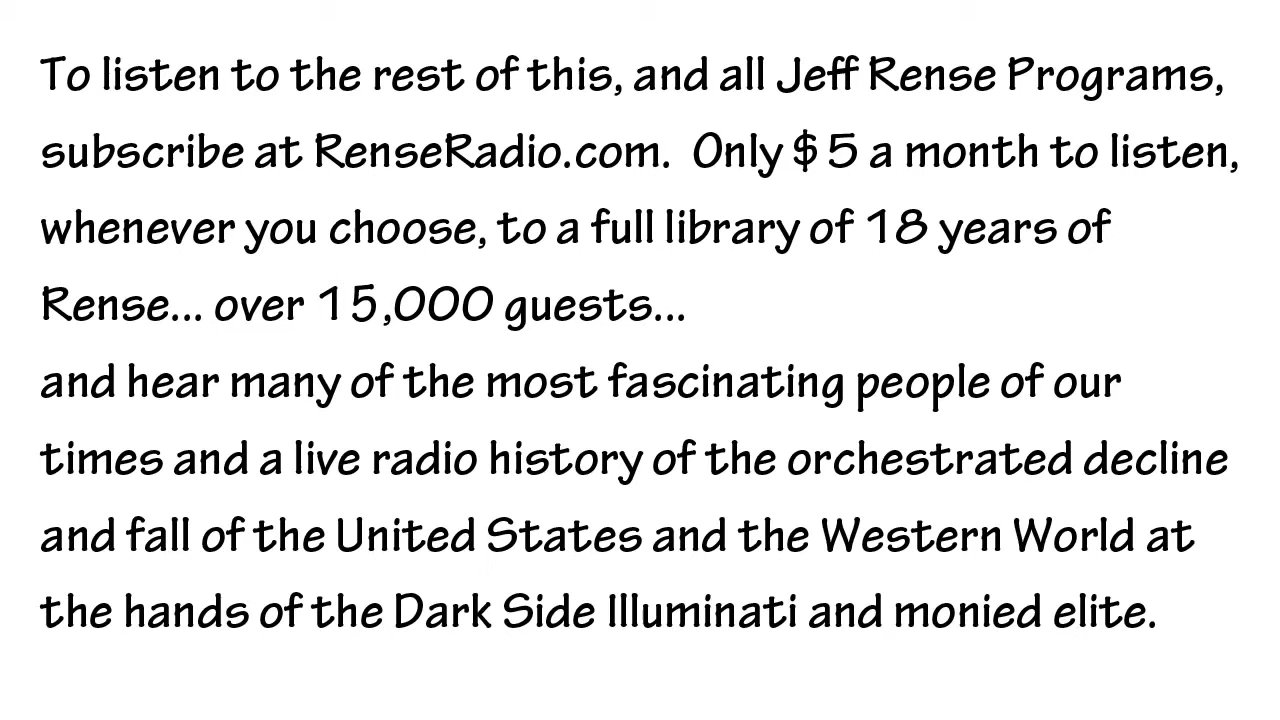 To listen to the rest of this, and all Jeff Rense Programs,
subscribe at RenseRadio.com.  Only $5 a month to listen,
whenever you choose, to a full library of 18 years of
Rense... over 15,000 guests...
and hear many of the most fascinating people of our
times and a live radio history of the orchestrated decline
and fall of the United States and the Western World at
the hands of the Dark Side Illuminati and monied elite.